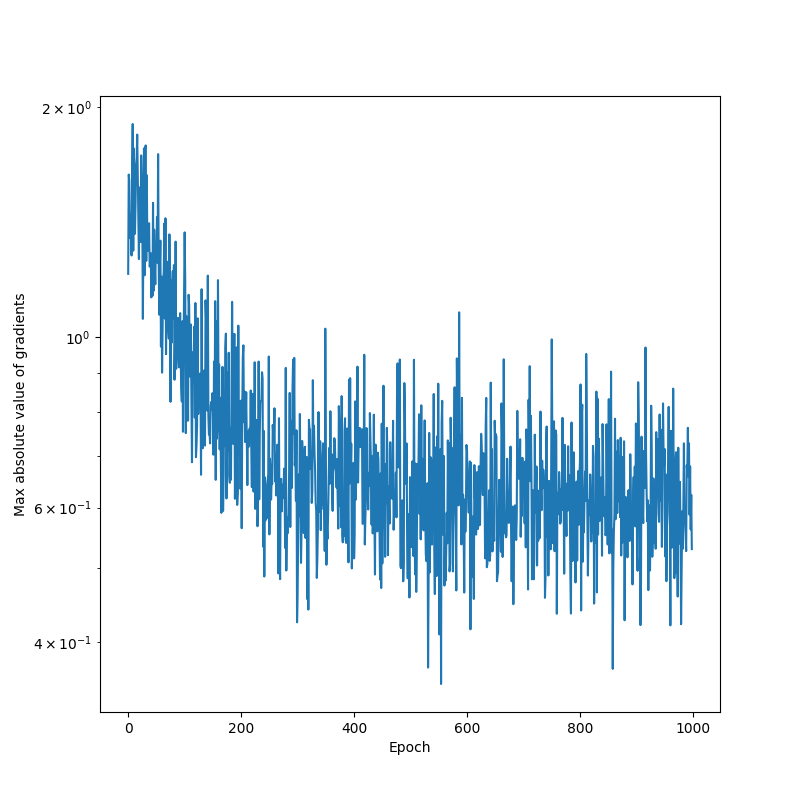 2 × 10⁰
10⁰
6 × 10⁻¹
4 × 10⁻¹
Max absolute value of gradients
0 200 400 600 800 1000
Epoch